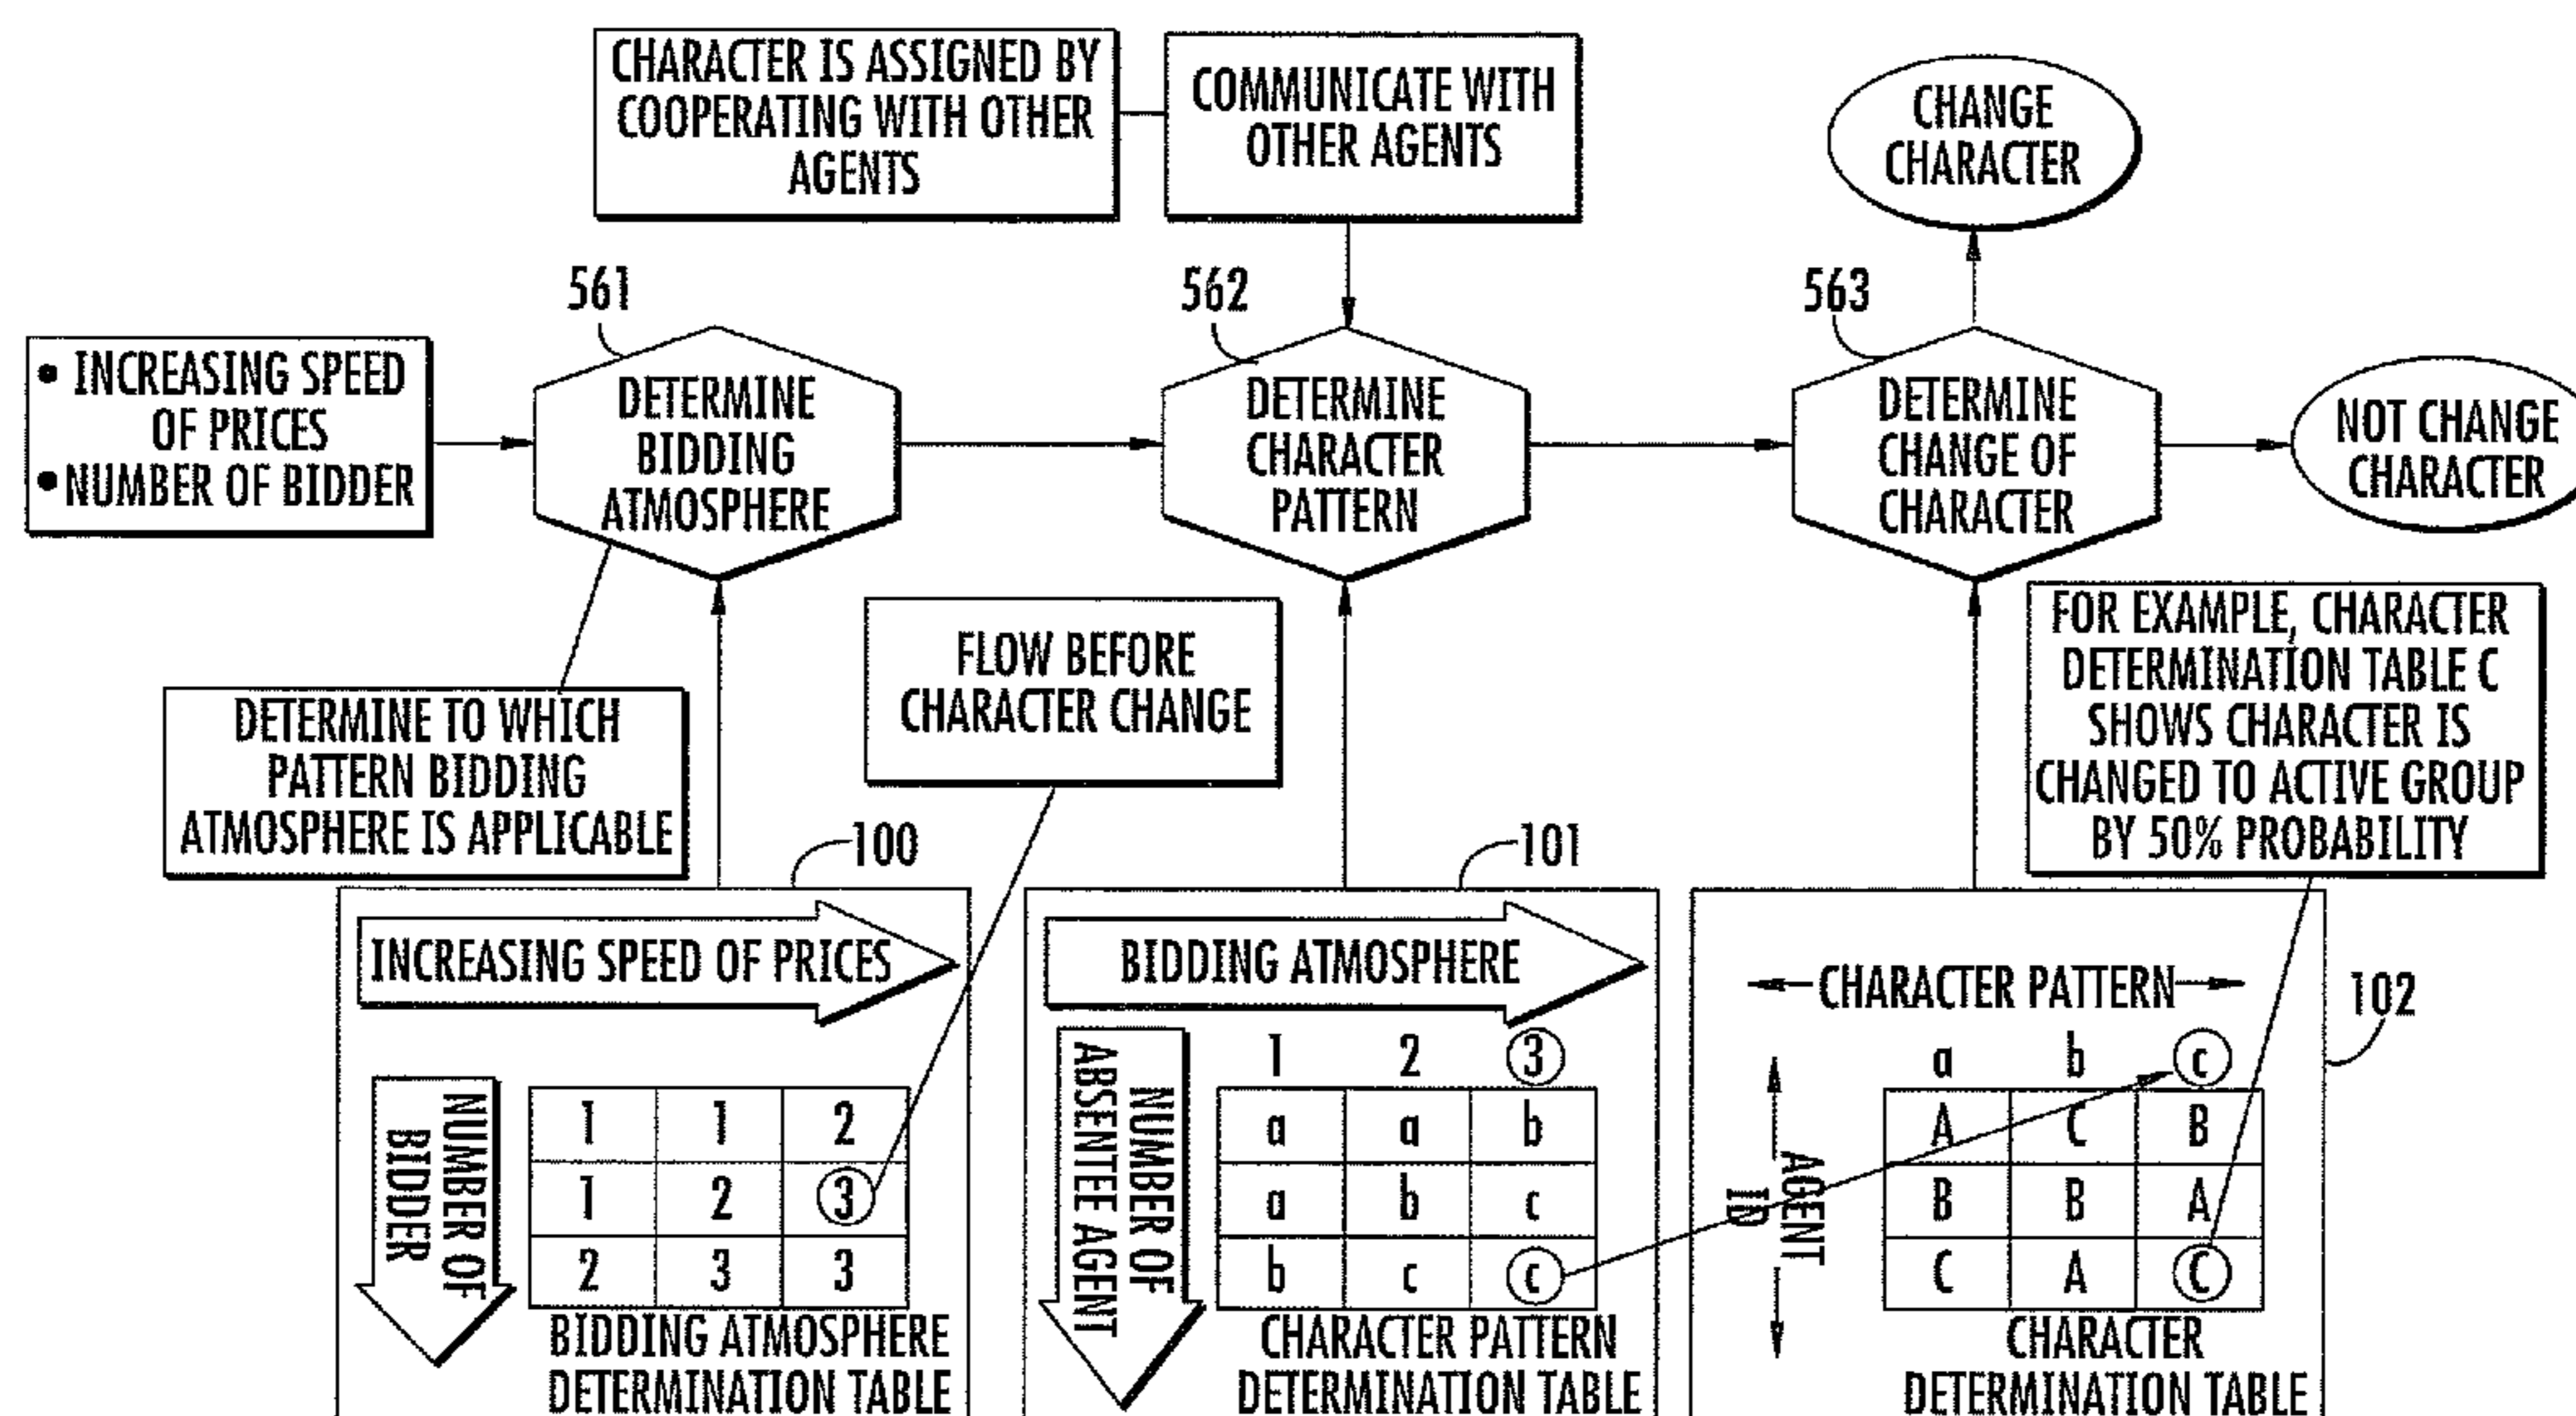 CHARACTER IS ASSIGNED BY
COOPERATING WITH OTHER
AGENTS
COMMUNICATE WITH
OTHER AGENTS
CHANGE
CHARACTER
561
562
563
• INCREASING SPEED
OF PRICES
• NUMBER OF BIDDER
DETERMINE
BIDDING
ATMOSPHERE
DETERMINE
CHARACTER
PATTERN
DETERMINE
CHANGE OF
CHARACTER
NOT CHANGE
CHARACTER
DETERMINE TO WHICH
PATTERN BIDDING
ATMOSPHERE IS APPLICABLE
FLOW BEFORE
CHARACTER CHANGE
FOR EXAMPLE, CHARACTER
DETERMINATION TABLE C
SHOWS CHARACTER IS
CHANGED TO ACTIVE GROUP
BY 50% PROBABILITY
100
INCREASING SPEED OF PRICES
NUMBER OF
BIDDER
1 1 2
1 2 3
2 3 3
BIDDING ATMOSPHERE
DETERMINATION TABLE
101
BIDDING ATMOSPHERE
NUMBER OF
ABSENTEE AGENT
1 2 3
a a b
a b c
b c c
CHARACTER PATTERN
DETERMINATION TABLE
102
CHARACTER PATTERN
AGENT
ID
a b c
A C B
B B A
C A C
CHARACTER
DETERMINATION TABLE